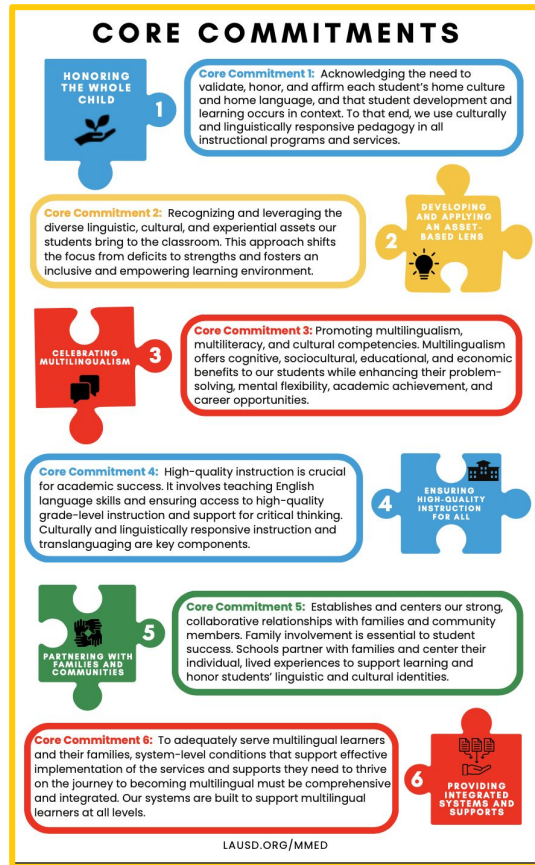 CORE COMMITMENTS
HONORING
THE WHOLE
CHILD
1
Core Commitment 1: Acknowledging the need to
validate, honor, and affirm each student's home culture
and home language, and that student development and
learning occurs in context. To that end, we use culturally
and linguistically responsive pedagogy in all
instructional programs and services.
Core Commitment 2: Recognizing and leveraging the
diverse linguistic, cultural, and experiential assets our
students bring to the classroom. This approach shifts
the focus from deficits to strengths and fosters an
inclusive and empowering learning environment.
2
DEVELOPING
AND APPLYING
AN ASSET-
BASED LENS
CELEBRATING
MULTILINGUALISM
3
Core Commitment 3: Promoting multilingualism,
multiliteracy, and cultural competencies. Multilingualism
offers cognitive, sociocultural, educational, and economic
benefits to our students while enhancing their problem-
solving, mental flexibility, academic achievement, and
career opportunities.
Core Commitment 4: High-quality instruction is crucial
for academic success. It involves teaching English
language skills and ensuring access to high-quality
grade-level instruction and support for critical thinking.
Culturally and linguistically responsive instruction and
translanguaging are key components.
4
ENSURING
HIGH-QUALITY
INSTRUCTION
FOR ALL
PARTNERING WITH
FAMILIES AND
COMMUNITIES
5
Core Commitment 5: Establishes and centers our strong,
collaborative relationships with families and community
members. Family involvement is essential to student
success. Schools partner with families and center their
individual, lived experiences to support learning and
honor students' linguistic and cultural identities.
Core Commitment 6: To adequately serve multilingual learners
and their families, system-level conditions that support effective
implementation of the services and supports they need to thrive
on the journey to becoming multilingual must be comprehensive
and integrated. Our systems are built to support multilingual
learners at all levels.
6
PROVIDING
INTEGRATED
SYSTEMS AND
SUPPORTS
LAUSD.ORG/MMED